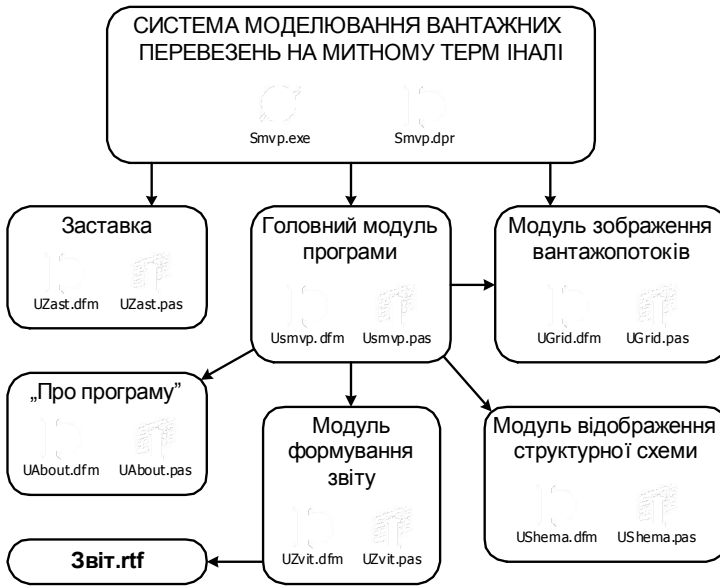 СИСТЕМА МОДЕЛЮВАННЯ ВАНТАЖНИХ
ПЕРЕВЕЗЕНЬ НА МИТНОМУ ТЕРМ ІНАЛІ
Smvp.exe Smvp.dpr
Заставка
UZast.dfm UZast.pas
Головний модуль
програми
Usmvp. dfm Usmvp.pas
Модуль зображення
вантажопотоків
UGrid.dfm UGrid.pas
„Про програму”
UAbout.dfm UAbout.pas
Модуль
формування
звіту
UZvit.dfm UZvit.pas
Модуль відображення
структурної схеми
UShema.dfm UShema.pas
Звіт.rtf